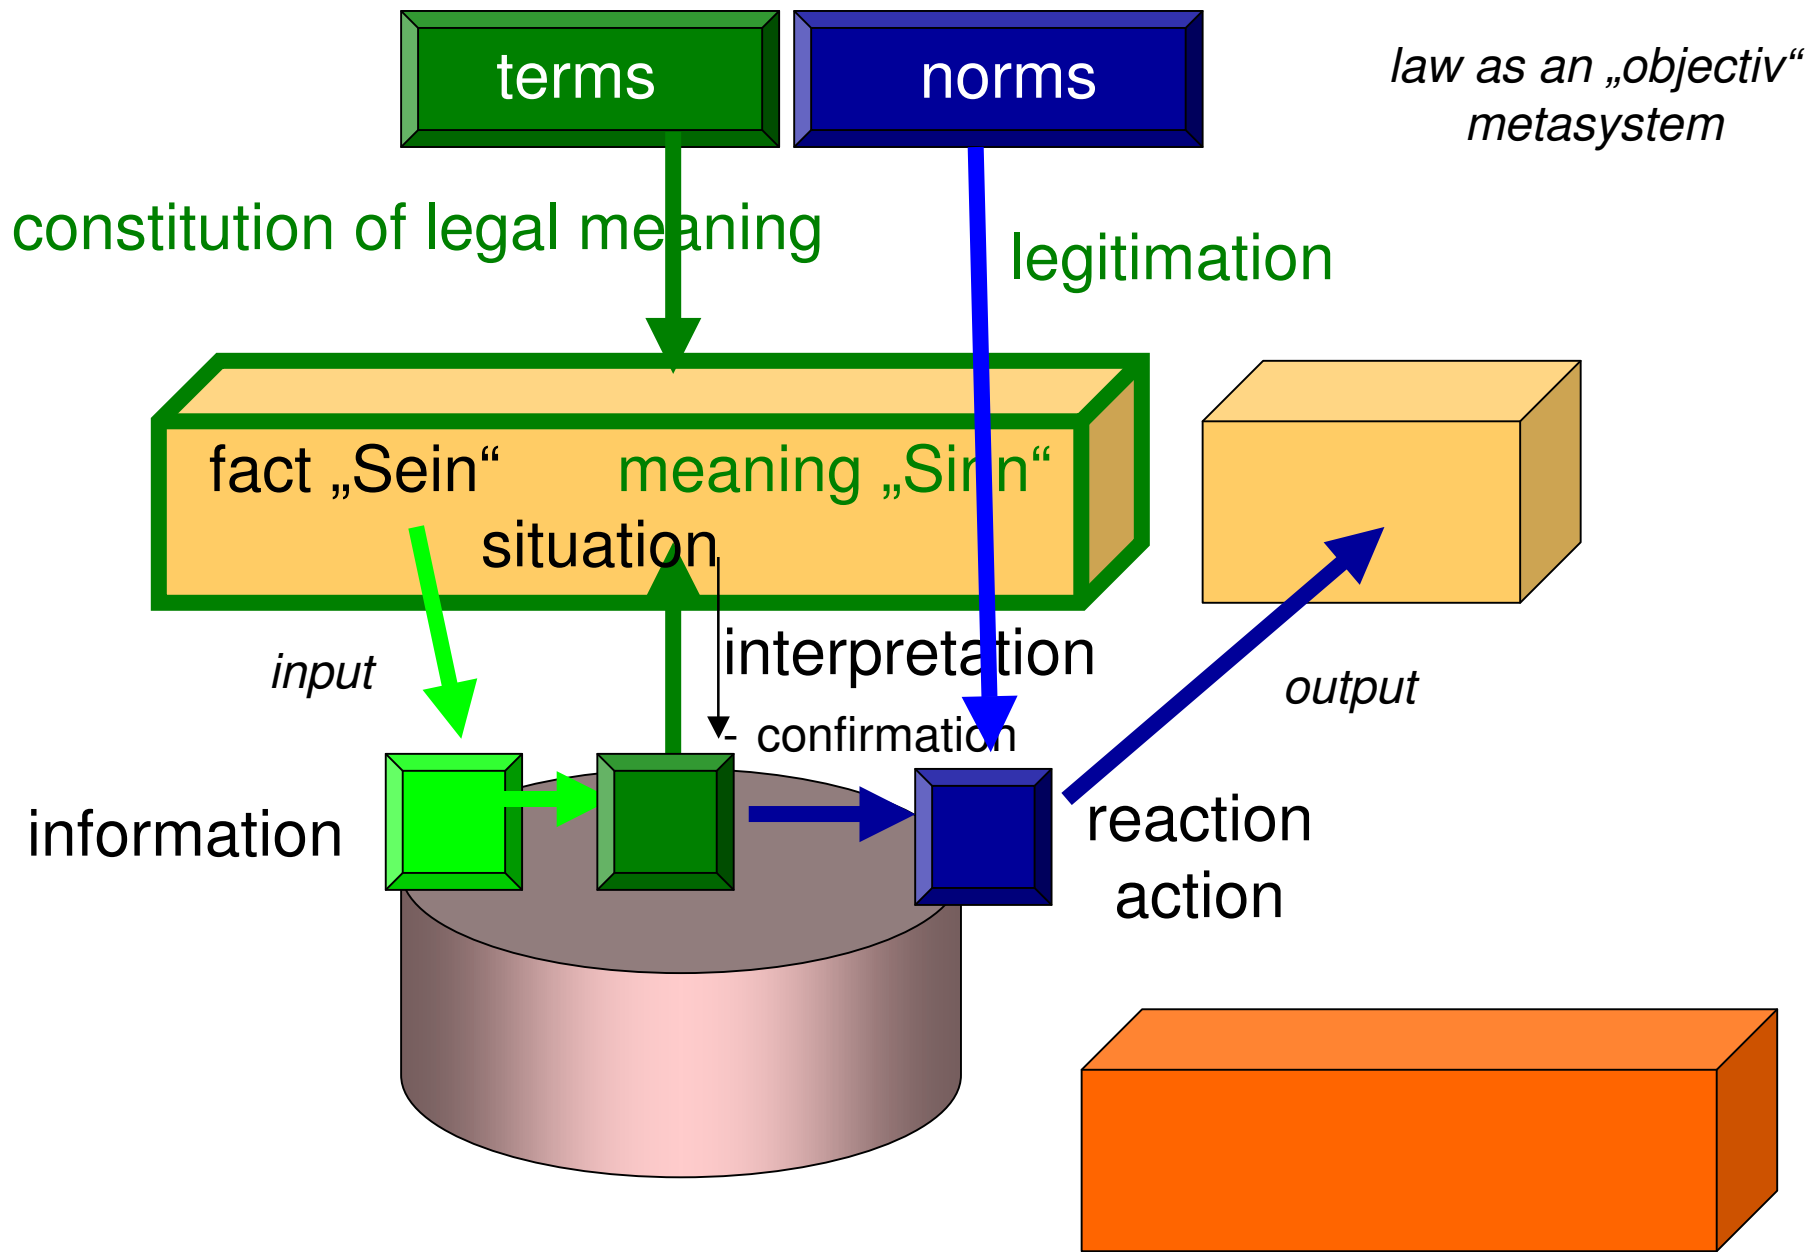 terms
norms
law as an „objectiv“
metasystem
constitution of legal meaning
legitimation
fact „Sein“
meaning „Sinn“
situation
input
interpretation
- confirmation
output
information
reaction
action